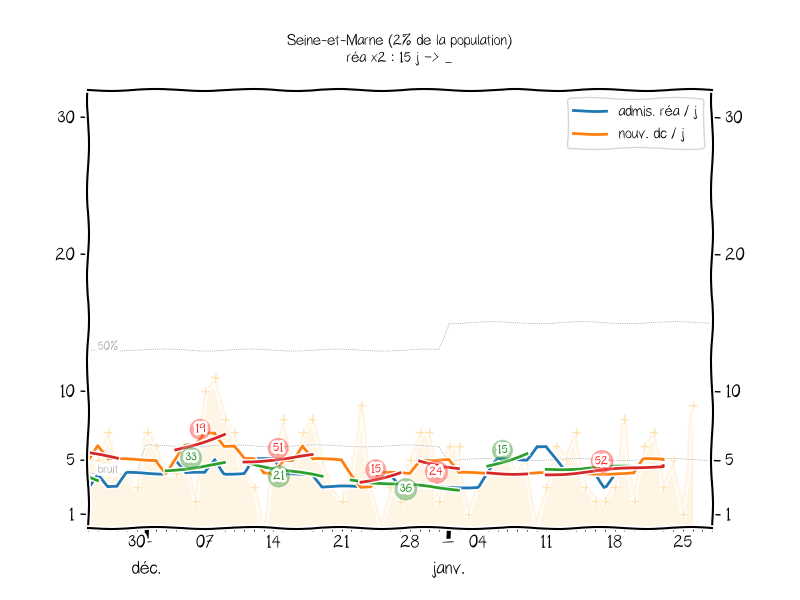 Seine-et-Marne (2% de la population)
réa x2 : 15 j -> _
admis. réa / j
nouv. dc / j
30
30
20
20
10
10
5
5
1
1
50%
bruit
19
33
51
21
15
36
24
15
52
30 07 14 21 28 04 11 18 25
déc. janv.